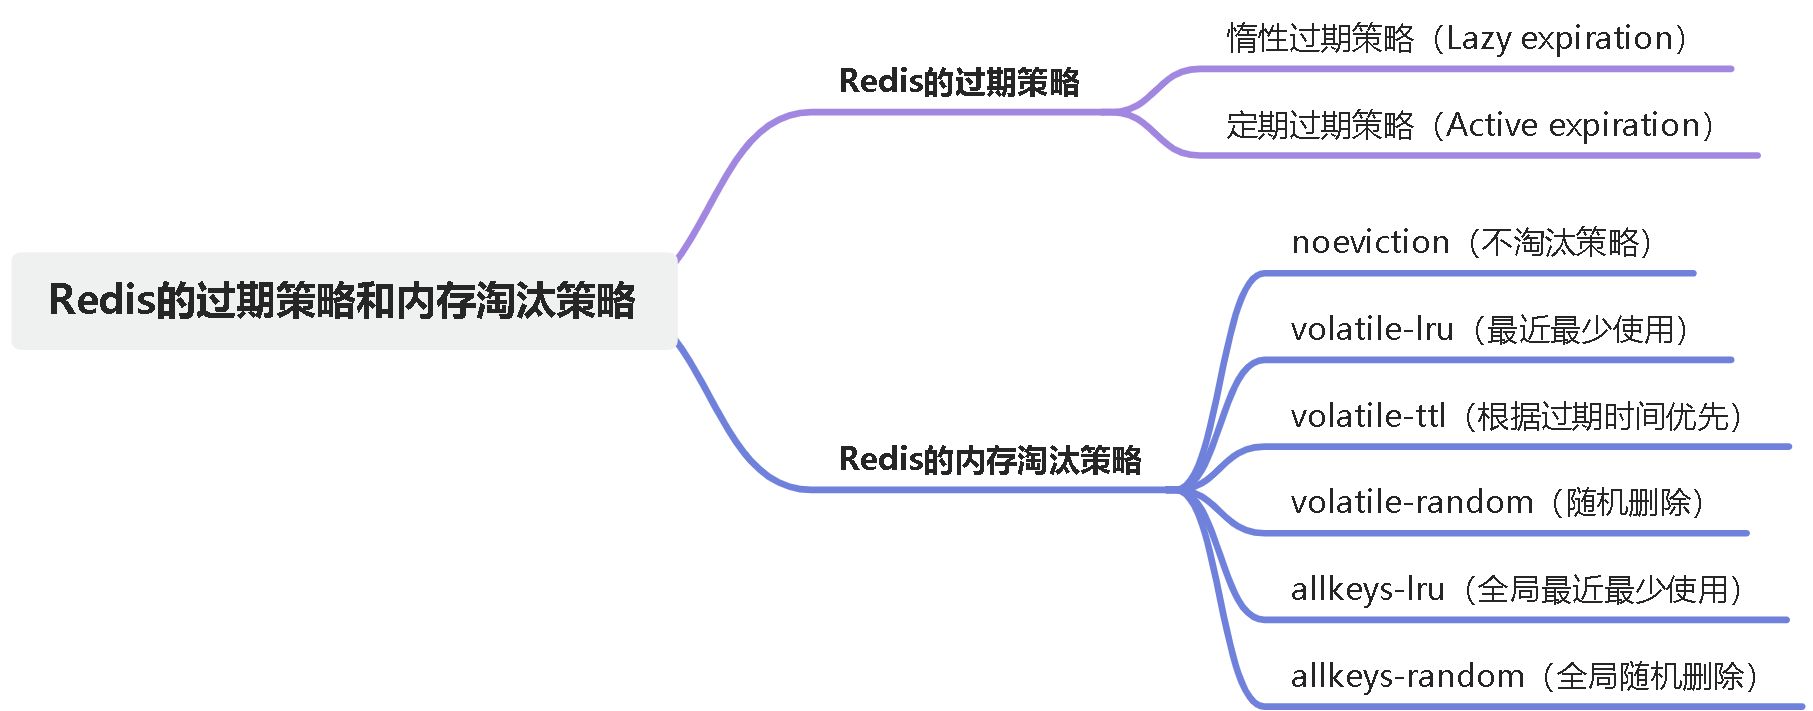 Redis的过期策略和内存淘汰策略
Redis的过期策略
惰性过期策略（Lazy expiration）
定期过期策略（Active expiration）
Redis的内存淘汰策略
noeviction（不淘汰策略）
volatile-lru（最近最少使用）
volatile-ttl（根据过期时间优先）
volatile-random（随机删除）
allkeys-lru（全局最近最少使用）
allkeys-random（全局随机删除）